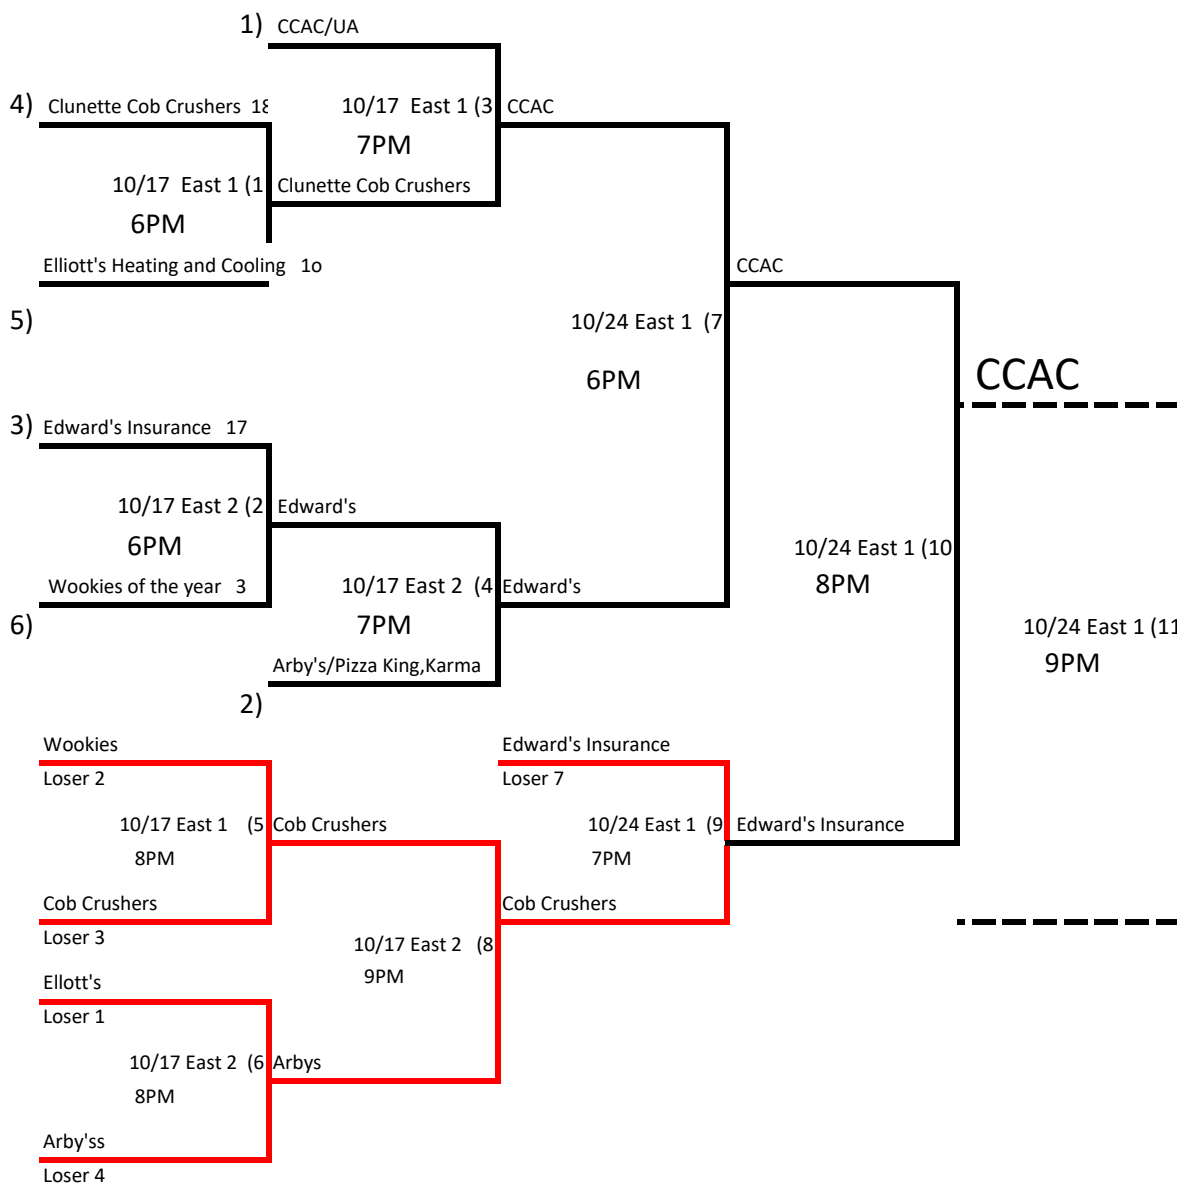 1) CCAC/UA
4) Clunette Cob Crushers 18
10/17 East 1 (3 CCAC
7PM
10/17 East 1 (1 Clunette Cob Crushers
6PM
Elliott's Heating and Cooling 1o
CCAC
5)
10/24 East 1 (7
6PM
CCAC
3) Edward's Insurance 17
10/17 East 2 (2 Edward's
6PM
10/24 East 1 (10
8PM
Wookies of the year 3
10/17 East 2 (4 Edward's
7PM
6)
10/24 East 1 (11
9PM
Arby's/Pizza King,Karma
2)
Wookies
Loser 2
Edward's Insurance
Loser 7
10/17 East 1 (5 Cob Crushers
8PM
10/24 East 1 (9 Edward's Insurance
7PM
Cob Crushers
Loser 3
Cob Crushers
10/17 East 2 (8
9PM
Ellott's
Loser 1
10/17 East 2 (6 Arbys
8PM
Arby'ss
Loser 4